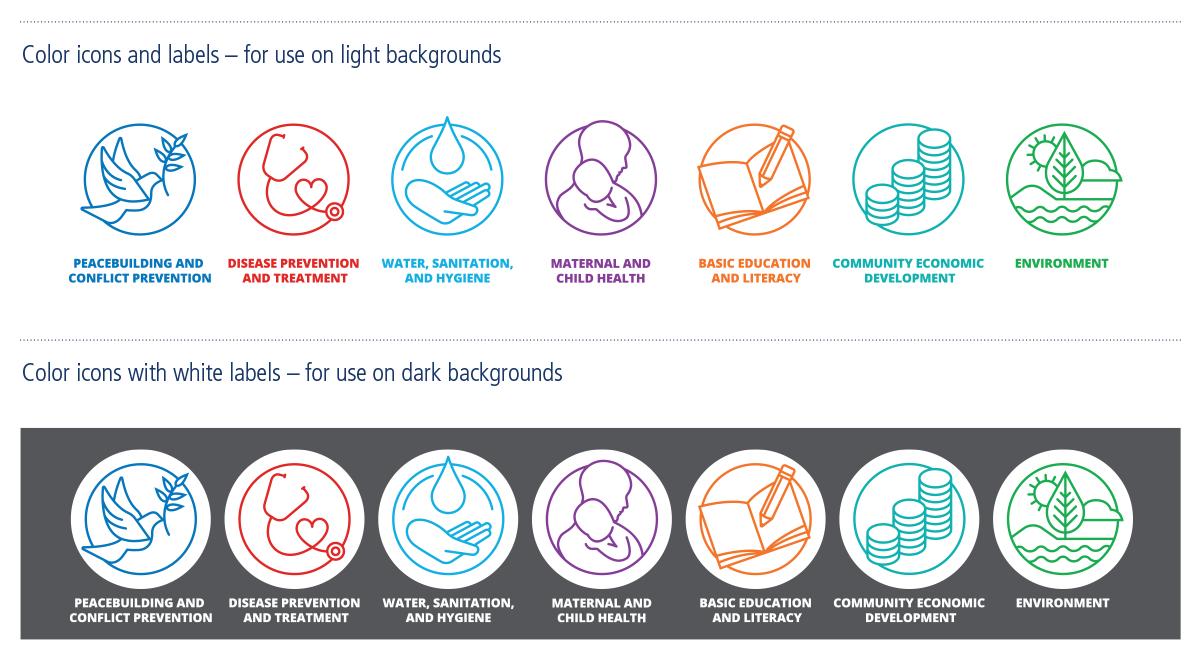 Color icons and labels – for use on light backgrounds
PEACEBUILDING AND
CONFLICT PREVENTION
DISEASE PREVENTION
AND TREATMENT
WATER, SANITATION,
AND HYGIENE
MATERNAL AND
CHILD HEALTH
BASIC EDUCATION
AND LITERACY
COMMUNITY ECONOMIC
DEVELOPMENT
ENVIRONMENT
Color icons with white labels – for use on dark backgrounds
PEACEBUILDING AND
CONFLICT PREVENTION
DISEASE PREVENTION
AND TREATMENT
WATER, SANITATION,
AND HYGIENE
MATERNAL AND
CHILD HEALTH
BASIC EDUCATION
AND LITERACY
COMMUNITY ECONOMIC
DEVELOPMENT
ENVIRONMENT